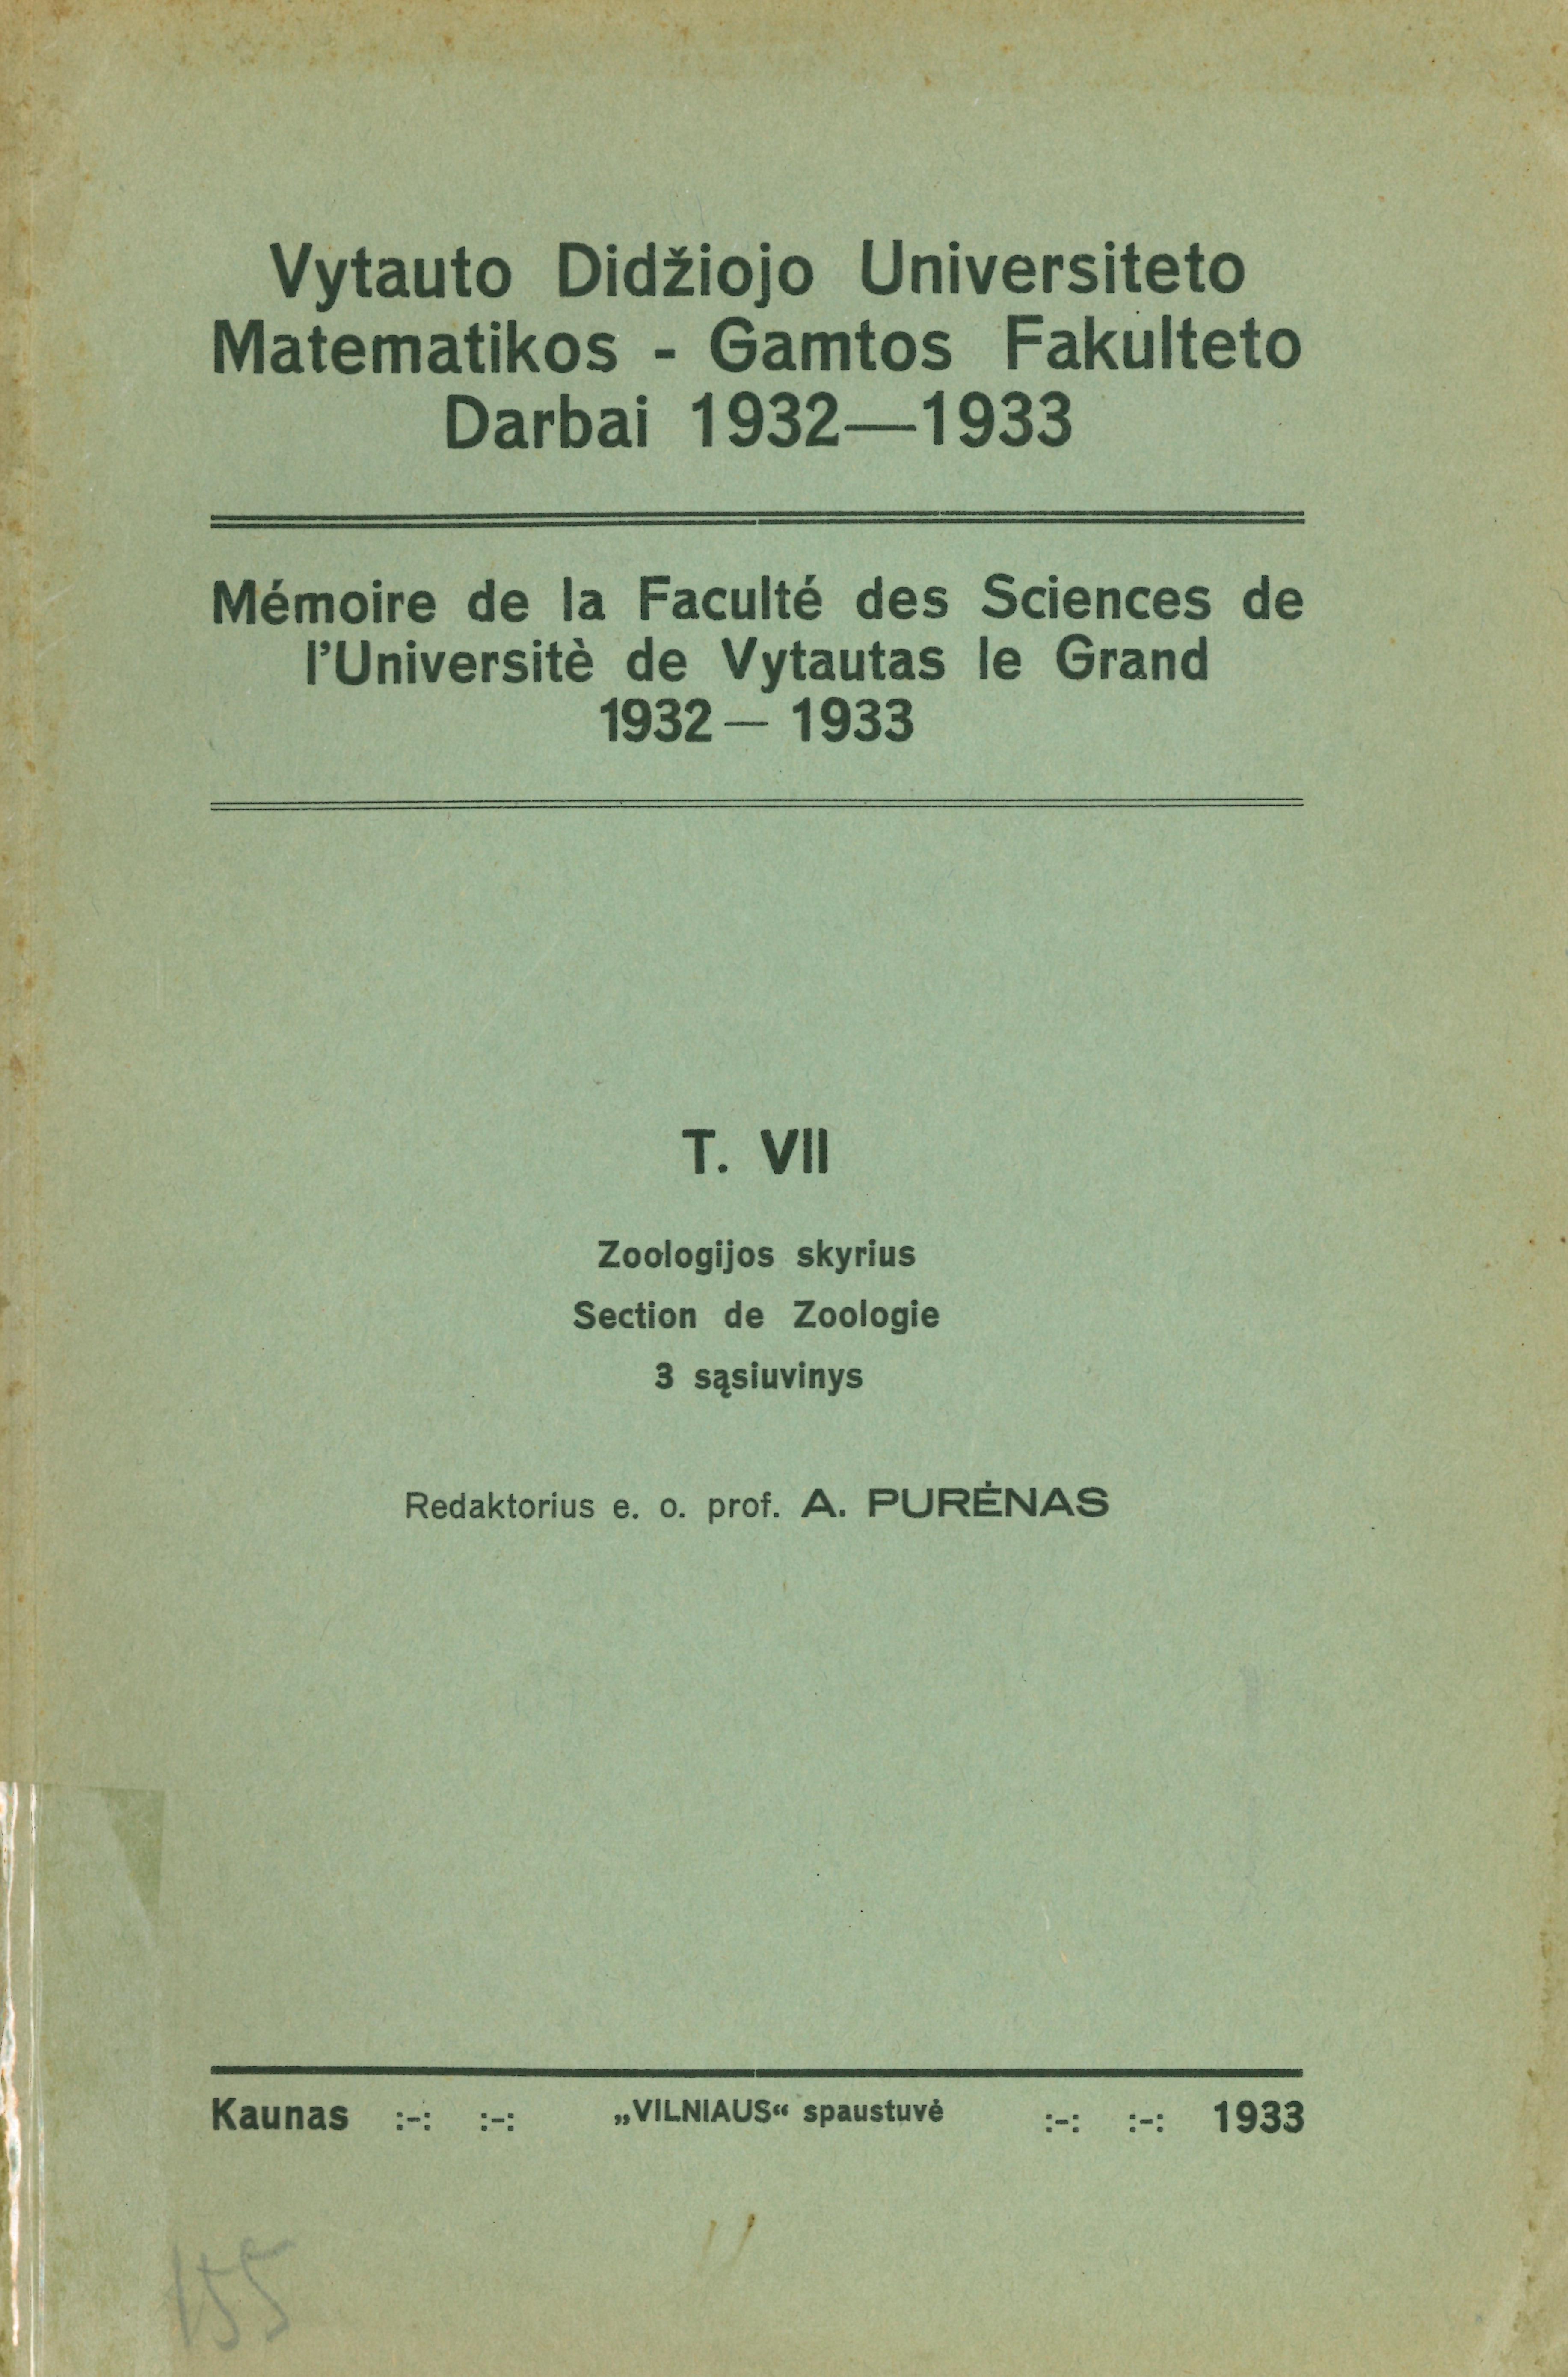 Vytauto Didžiojo Universiteto
Matematikos - Gamtos Fakulteto
Darbai 1932—1933
Mémoire de la Faculté des Sciences de
l'Universitè de Vytautas le Grand
1932 — 1933
T. VII
Zoologijos skyrius
Section de Zoologie
3 sąsiuvinys
Redaktorius e. o. prof. A. PURĖNAS
Kaunas :-: :-: „VILNIAUS“ spaustuvė :-: :-: 1933
155